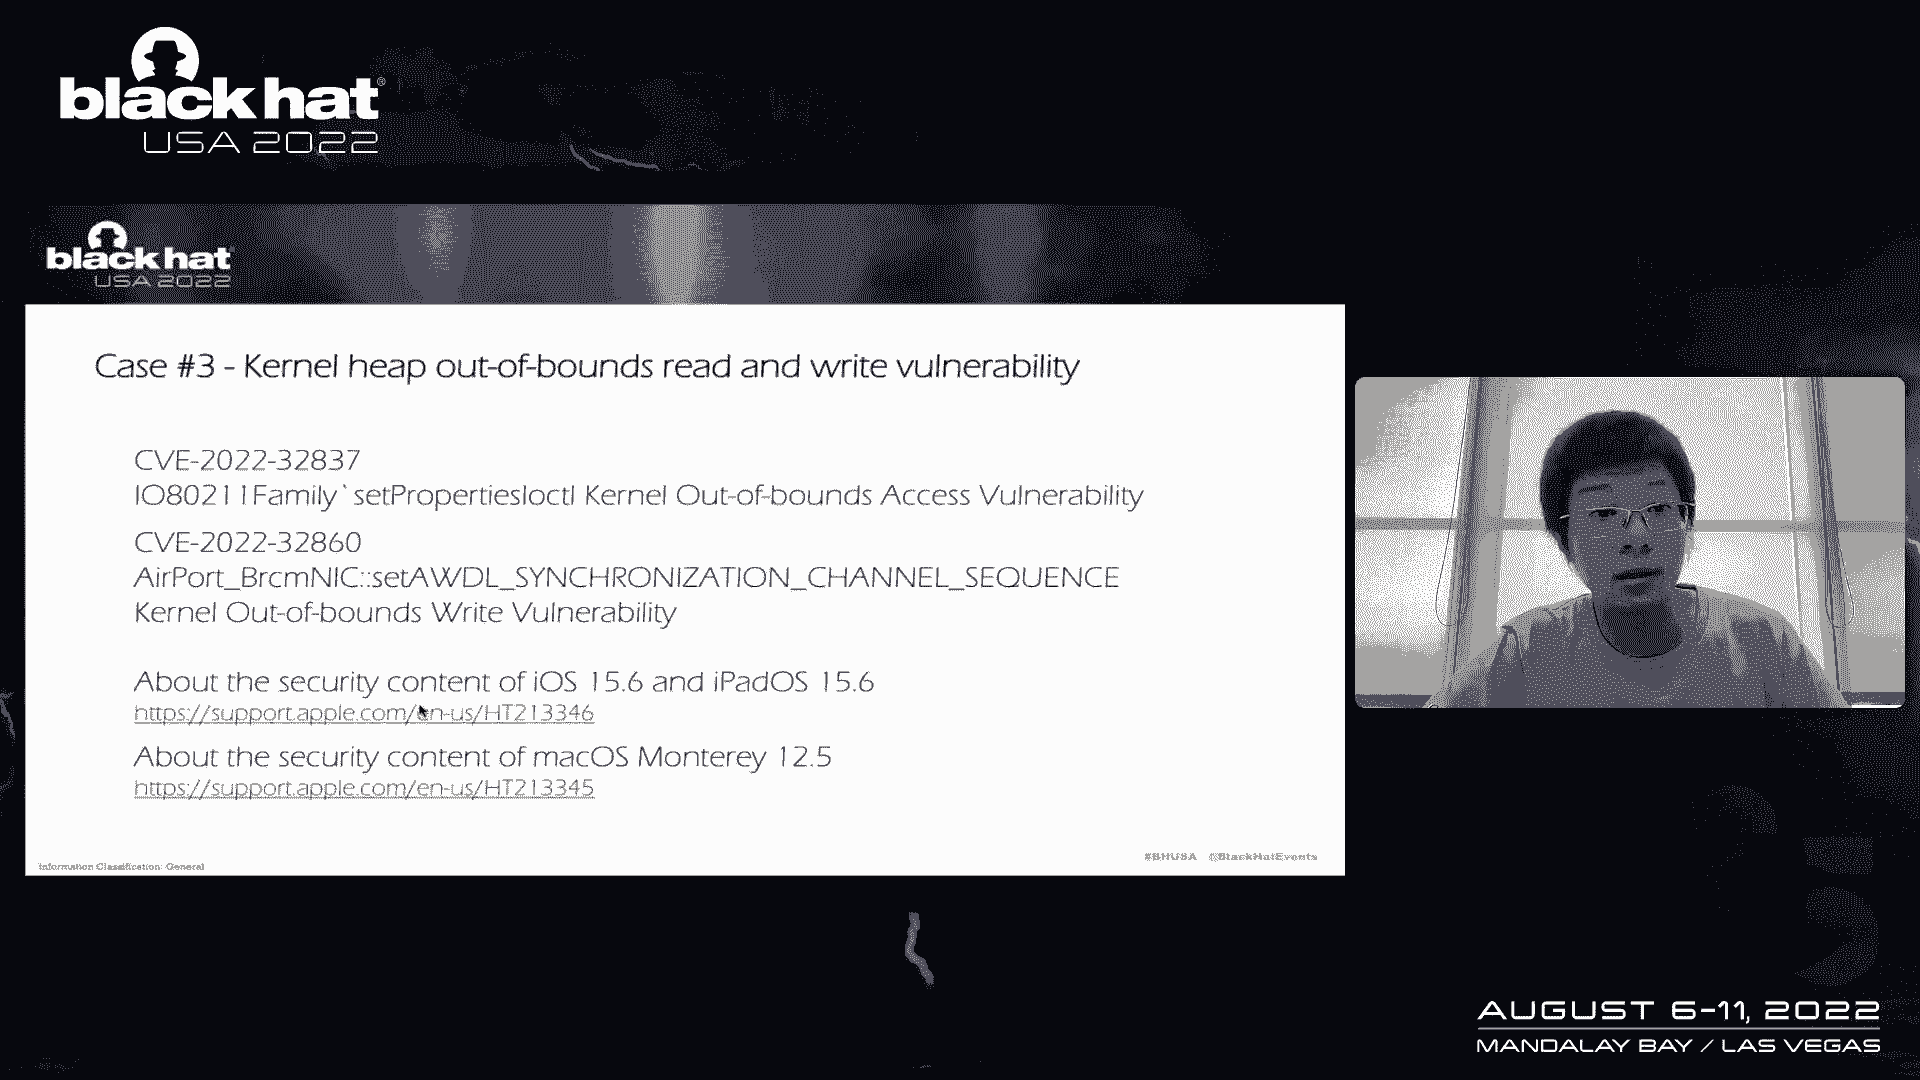 black hat®
USA 2022
black hat
USA 2022
Case #3 - Kernel heap out-of-bounds read and write vulnerability
CVE-2022-32837
IO80211Family`setPropertiesIoctl Kernel Out-of-bounds Access Vulnerability
CVE-2022-32860
AirPort_BrcmNIC::setAWDL_SYNCHRONIZATION_CHANNEL_SEQUENCE
Kernel Out-of-bounds Write Vulnerability
About the security content of iOS 15.6 and iPadOS 15.6
https://support.apple.com/en-us/HT213346
About the security content of macOS Monterey 12.5
https://support.apple.com/en-us/HT213345
Information Classification: General
#BHUSA @BlackHatEvents
AUGUST 6-11, 2022
MANDALAY BAY / LAS VEGAS